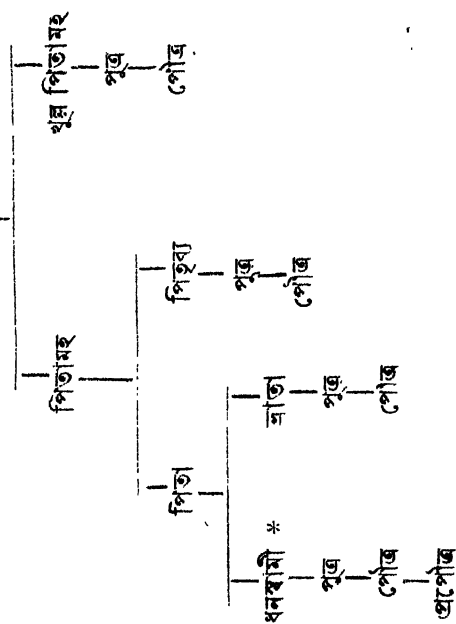 পিতামহ
খুল্ল পিতামহ
পুত্র
পৌত্র
পিতা
পিতৃব্য
পুত্র
পৌত্র
ধনস্বামী *
ভ্রাতা
পুত্র
পুত্র
পৌত্র
পৌত্র
প্রপৌত্র